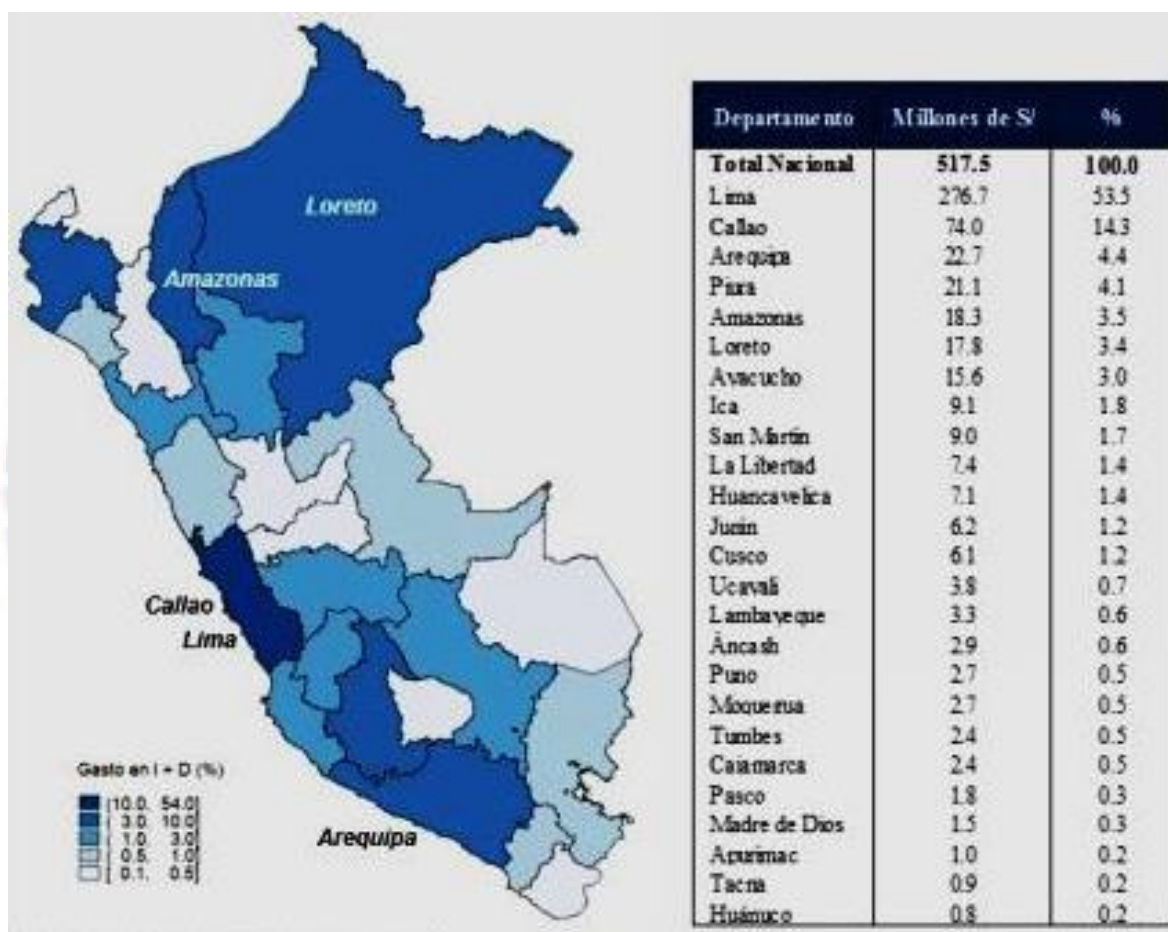 Loreto
Amazonas
Callao
Lima
Arequipa
Gasto en I + D (%)
[10.0, 54.0]
[ 3.0, 10.0[
[ 1.0, 3.0[
[ 0.5, 1.0[
[ 0.1, 0.5[
Departamento Millones de S/ %
Total Nacional 517.5 100.0
Lima 276.7 53.5
Callao 74.0 14.3
Arequipa 22.7 4.4
Piura 21.1 4.1
Amazonas 18.3 3.5
Loreto 17.8 3.4
Ayacucho 15.6 3.0
Ica 9.1 1.8
San Martín 9.0 1.7
La Libertad 7.4 1.4
Huancavelica 7.1 1.4
Junín 6.2 1.2
Cusco 6.1 1.2
Ucayali 3.8 0.7
Lambayeque 3.3 0.6
Áncash 2.9 0.6
Puno 2.7 0.5
Moquegua 2.7 0.5
Tumbes 2.4 0.5
Cajamarca 2.4 0.5
Pasco 1.8 0.3
Madre de Dios 1.5 0.3
Apurímac 1.0 0.2
Tacna 0.9 0.2
Huánuco 0.8 0.2